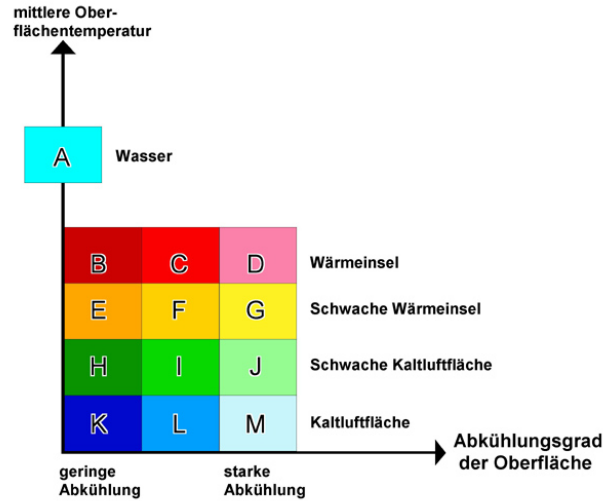 mittlere Ober-
flächentemperatur
A
Wasser
B C D Wärmeinsel
E F G Schwache Wärmeinsel
H I J Schwache Kaltluftfläche
K L M Kaltluftfläche
geringe
Abkühlung
starke
Abkühlung
Abkühlungsgrad
der Oberfläche